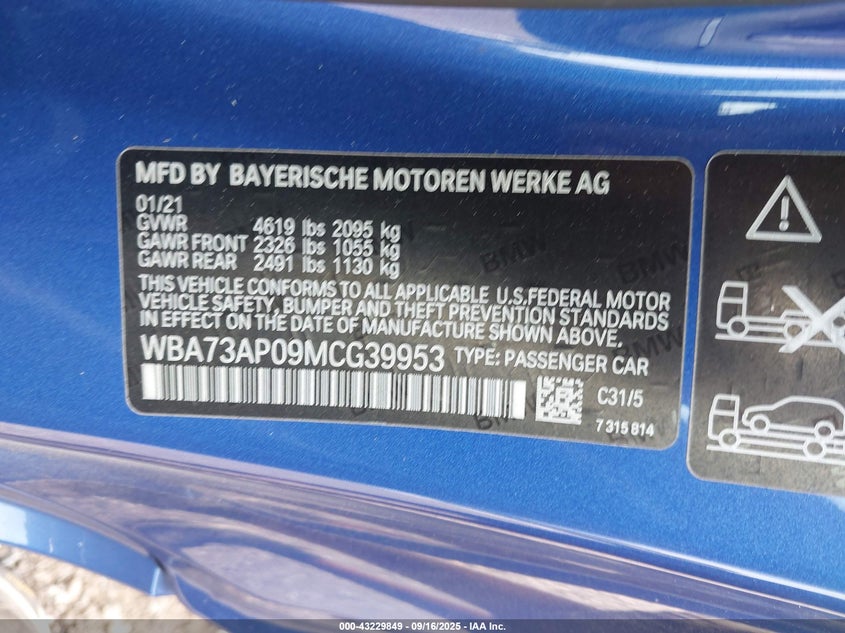 MFD BY BAYERISCHE MOTOREN WERKE AG
01/21
GVWR 4619 lbs 2095 kg
GAWR FRONT 2326 lbs 1055 kg
GAWR REAR 2491 lbs 1130 kg
THIS VEHICLE CONFORMS TO ALL APPLICABLE U.S.FEDERAL MOTOR
VEHICLE SAFETY, BUMPER AND THEFT PREVENTION STANDARDS
IN EFFECT ON THE DATE OF MANUFACTURE SHOWN ABOVE.
WBA73AP09MCG39953 TYPE: PASSENGER CAR
C31/5
7 315 814
000-43229849 - 09/16/2025 - IAA Inc.